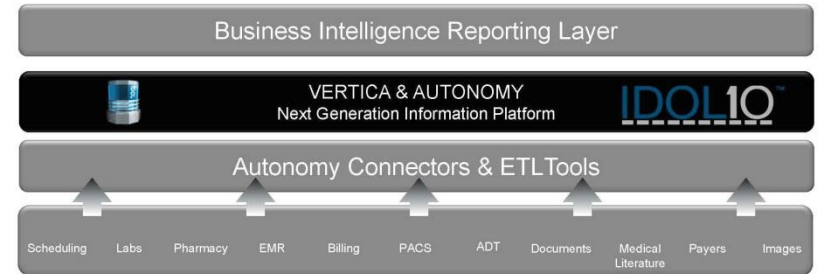 Business Intelligence Reporting Layer
VERTICA & AUTONOMY
Next Generation Information Platform
IDOL10™
Autonomy Connectors & ETLTools
Scheduling Labs Pharmacy EMR Billing PACS ADT Documents Medical Literature Payers Images